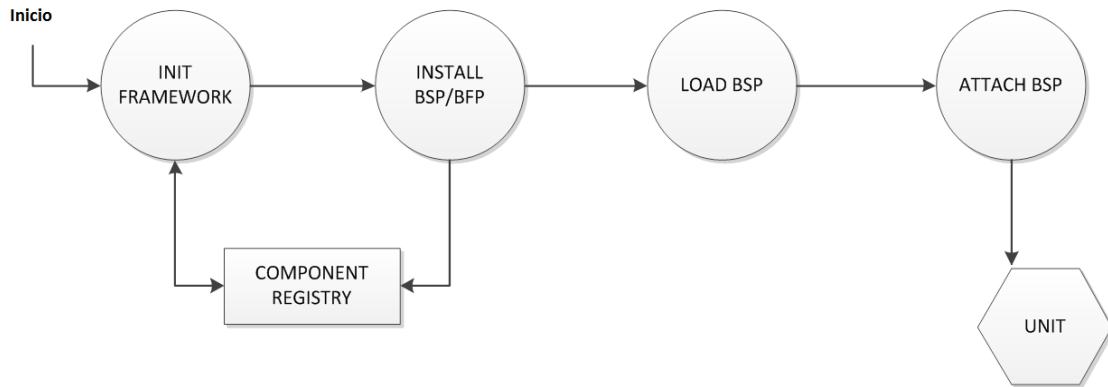 Inicio
INIT
FRAMEWORK
INSTALL
BSP/BFP
LOAD BSP
ATTACH BSP
COMPONENT
REGISTRY
UNIT